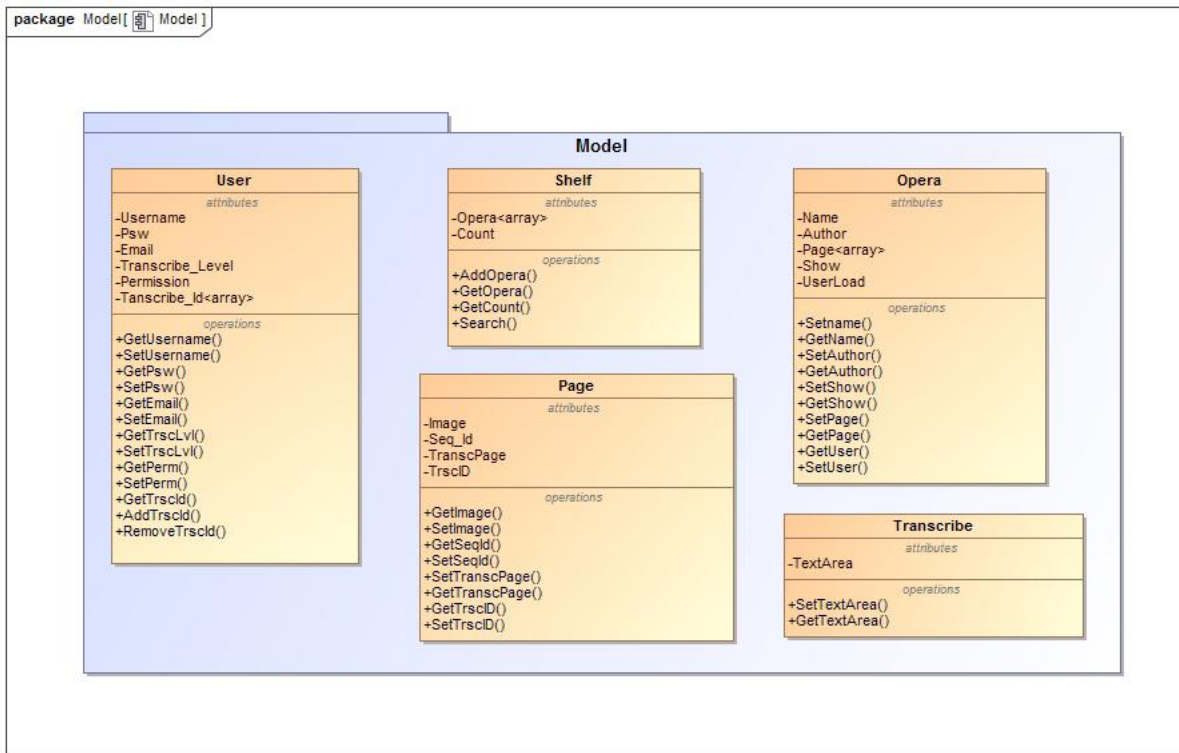 package Model[ Model ]
Model
User
attributes
-Username
-Psw
-Email
-Transcribe_Level
-Permission
-Tanscribe_Id<array>
operations
+GetUsername()
+SetUsername()
+GetPsw()
+SetPsw()
+GetEmail()
+SetEmail()
+GetTrscLvl()
+SetTrscLvl()
+GetPerm()
+SetPerm()
+GetTrscId()
+AddTrscId()
+RemoveTrscId()
Shelf
attributes
-Opera<array>
-Count
operations
+AddOpera()
+GetOpera()
+GetCount()
+Search()
Page
attributes
-Image
-Seq_Id
-TranscPage
-TrscID
operations
+GetImage()
+SetImage()
+GetSeqId()
+SetSeqId()
+SetTranscPage()
+GetTranscPage()
+GetTrscID()
+SetTrscID()
Opera
attributes
-Name
-Author
-Page<array>
-Show
-UserLoad
operations
+Setname()
+GetName()
+SetAuthor()
+GetAuthor()
+SetShow()
+GetShow()
+SetPage()
+GetPage()
+GetUser()
+SetUser()
Transcribe
attributes
-TextArea
operations
+SetTextArea()
+GetTextArea()